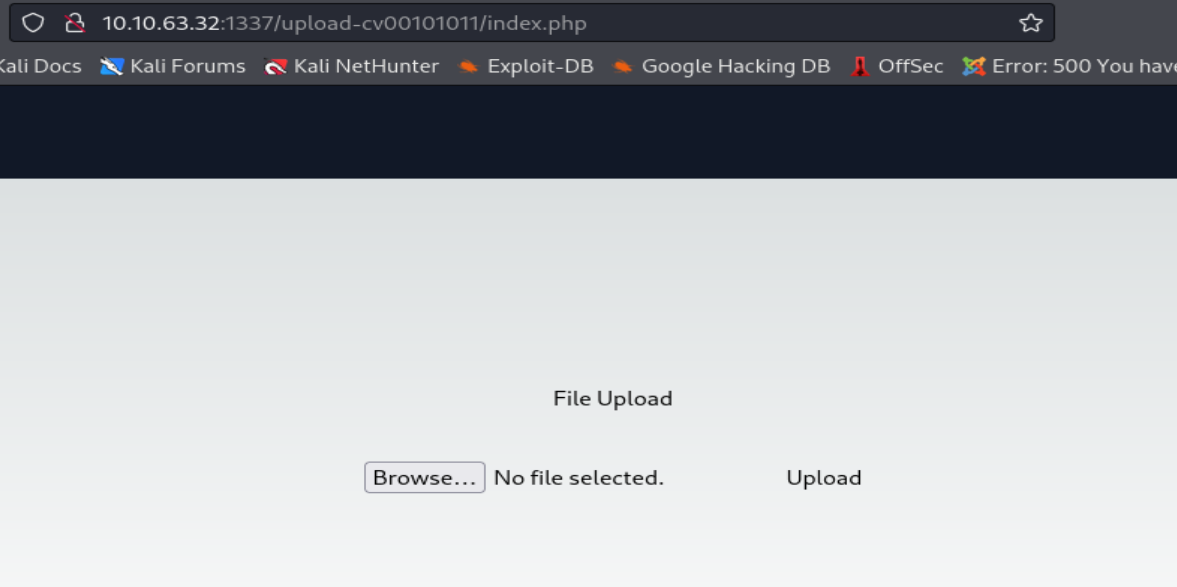 10.10.63.32:1337/upload-cv00101011/index.php
Kali Docs Kali Forums Kali NetHunter Exploit-DB Google Hacking DB OffSec Error: 500 You have
File Upload
Browse... No file selected. Upload